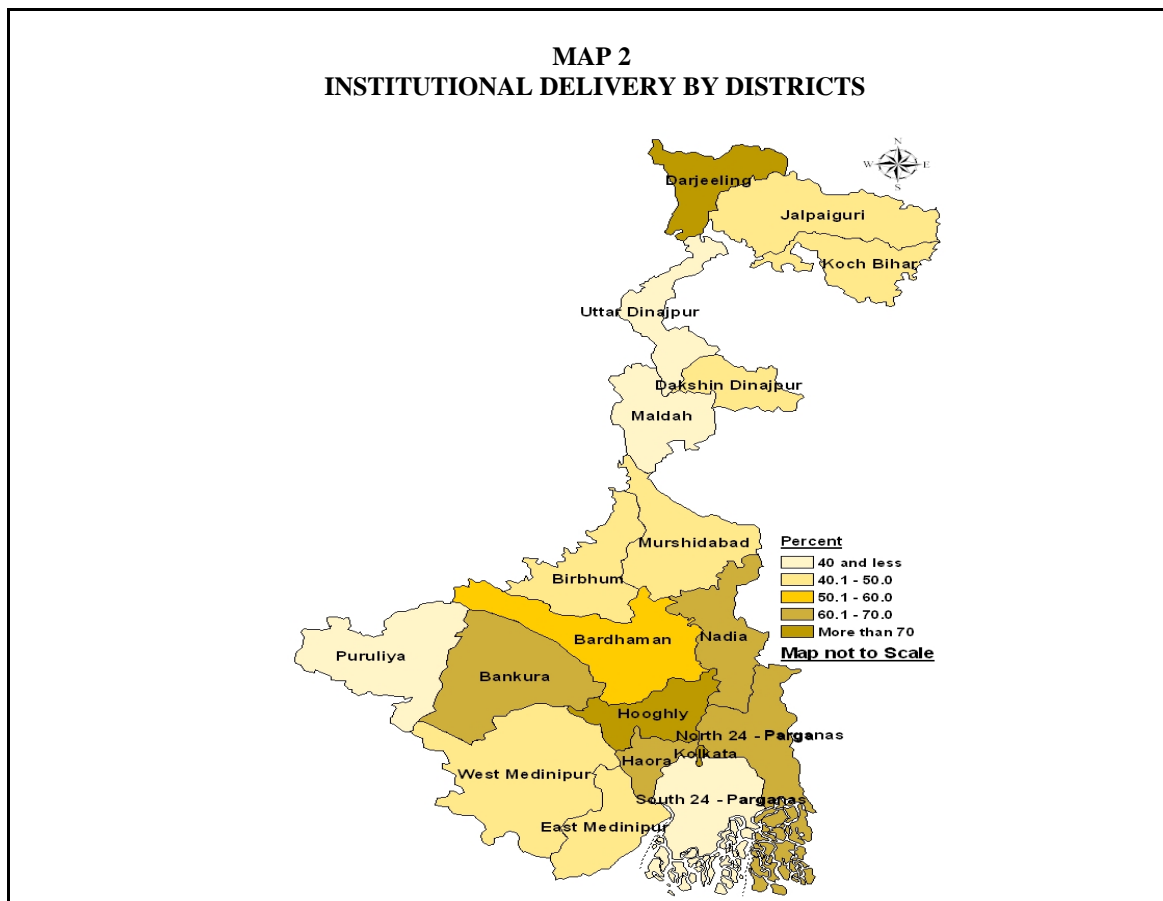 MAP 2
INSTITUTIONAL DELIVERY BY DISTRICTS
N
W E
S
Darjeeling
Jalpaiguri
Koch Bihar
Uttar Dinajpur
Dakshin Dinajpur
Maldah
Murshidabad
Birbhum
Percent
40 and less
40.1 - 50.0
50.1 - 60.0
60.1 - 70.0
More than 70
Map not to Scale
Bardhaman
Nadia
Puruliya
Bankura
Hooghly
North 24 - Parganas
Kolkata
Haora
West Medinipur
South 24 - Parganas
East Medinipur